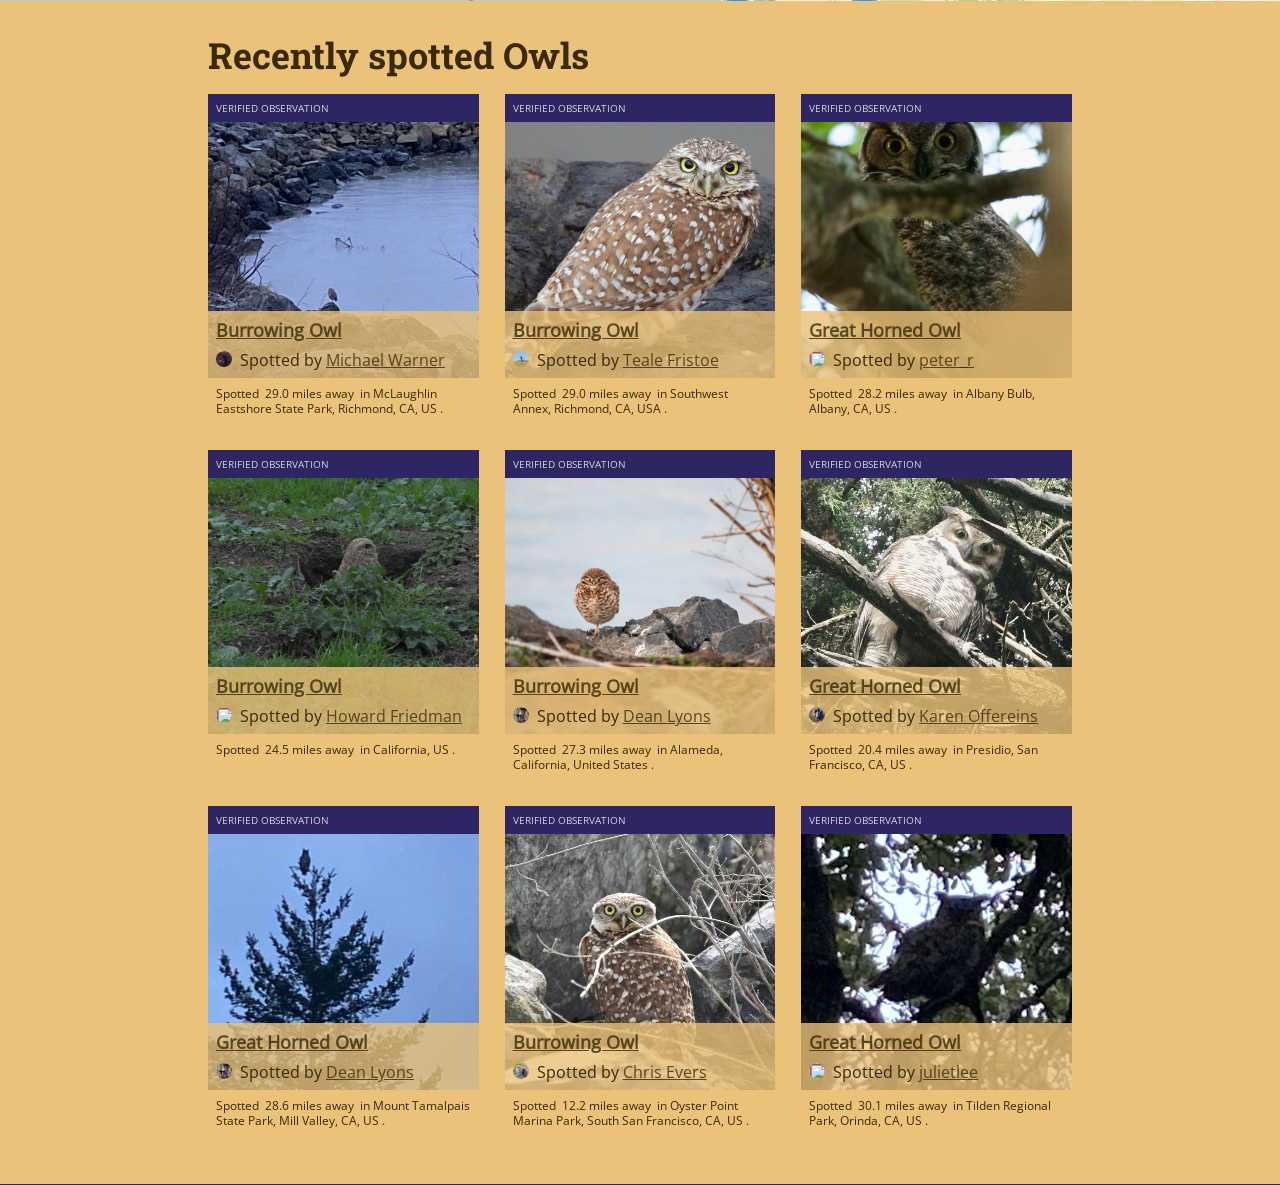 Recently spotted Owls
VERIFIED OBSERVATION
Burrowing Owl
Spotted by Michael Warner
Spotted 29.0 miles away in McLaughlin
Eastshore State Park, Richmond, CA, US .
VERIFIED OBSERVATION
Burrowing Owl
Spotted by Teale Fristoe
Spotted 29.0 miles away in Southwest
Annex, Richmond, CA, USA .
VERIFIED OBSERVATION
Great Horned Owl
Spotted by peter_r
Spotted 28.2 miles away in Albany Bulb,
Albany, CA, US .
VERIFIED OBSERVATION
Burrowing Owl
Spotted by Howard Friedman
Spotted 24.5 miles away in California, US .
VERIFIED OBSERVATION
Burrowing Owl
Spotted by Dean Lyons
Spotted 27.3 miles away in Alameda,
California, United States .
VERIFIED OBSERVATION
Great Horned Owl
Spotted by Karen Offereins
Spotted 20.4 miles away in Presidio, San
Francisco, CA, US .
VERIFIED OBSERVATION
Great Horned Owl
Spotted by Dean Lyons
Spotted 28.6 miles away in Mount Tamalpais
State Park, Mill Valley, CA, US .
VERIFIED OBSERVATION
Burrowing Owl
Spotted by Chris Evers
Spotted 12.2 miles away in Oyster Point
Marina Park, South San Francisco, CA, US .
VERIFIED OBSERVATION
Great Horned Owl
Spotted by julietlee
Spotted 30.1 miles away in Tilden Regional
Park, Orinda, CA, US .